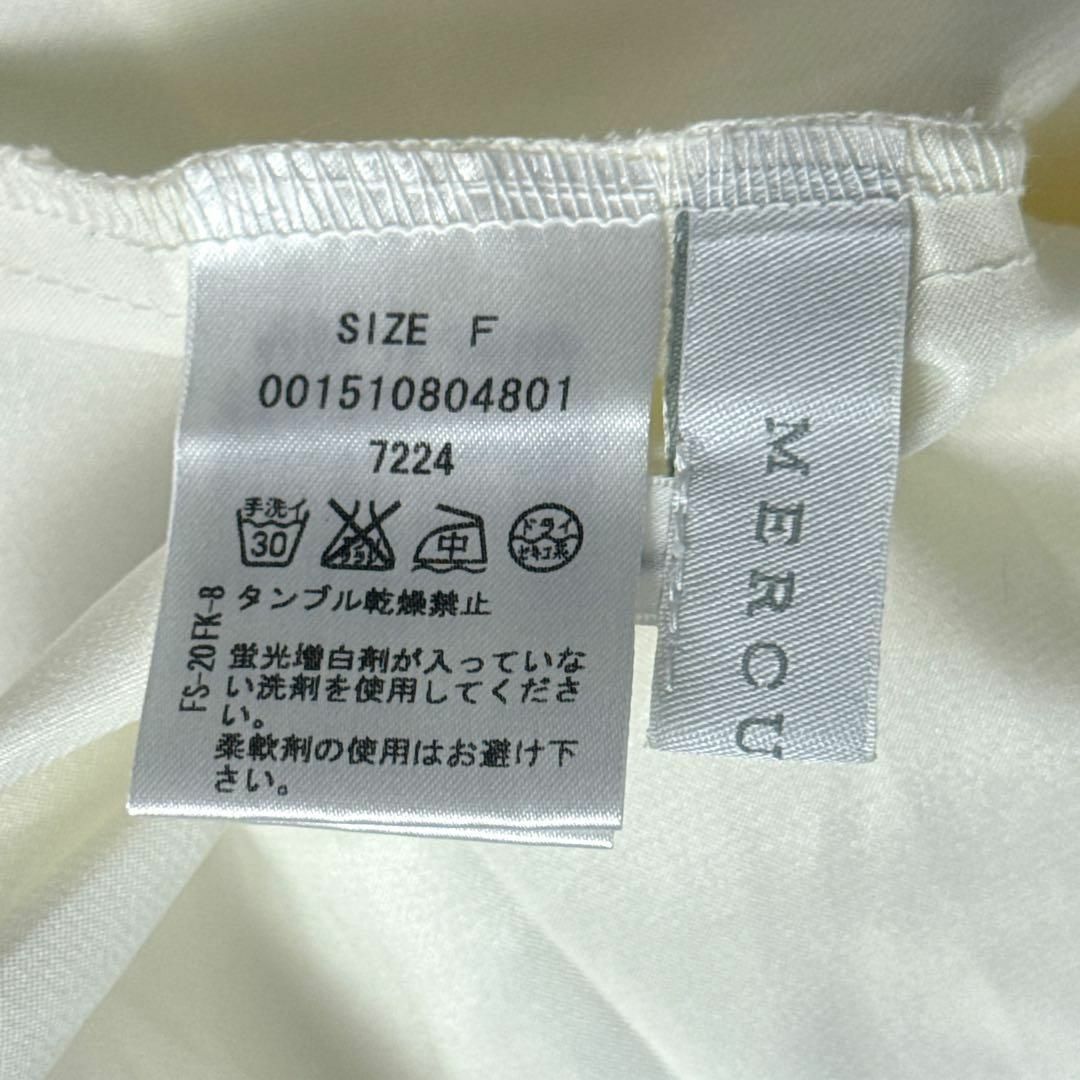 SIZE F
001510804801
7224
手洗イ
30
中
ドライ
セキユ系
タンブル乾燥禁止
FS-20FK-8
蛍光増白剤が入っていな
い洗剤を使用してくださ
い。
柔軟剤の使用はお避け下
さい。
MERCU